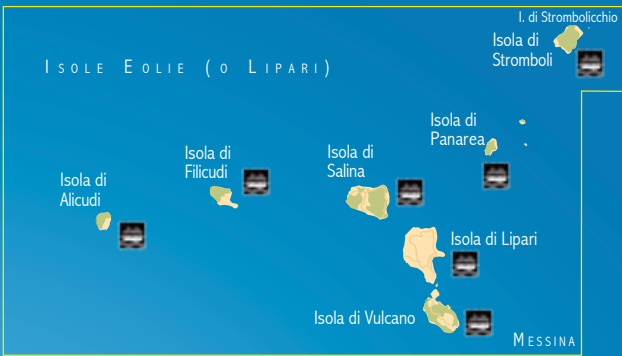 I. di Strombolicchio
Isola di
Stromboli
ISOLE EOLIE (O LIPARI)
Isola di
Panarea
Isola di
Filicudi
Isola di
Salina
Isola di
Alicudi
Isola di Lipari
Isola di Vulcano
MESSINA